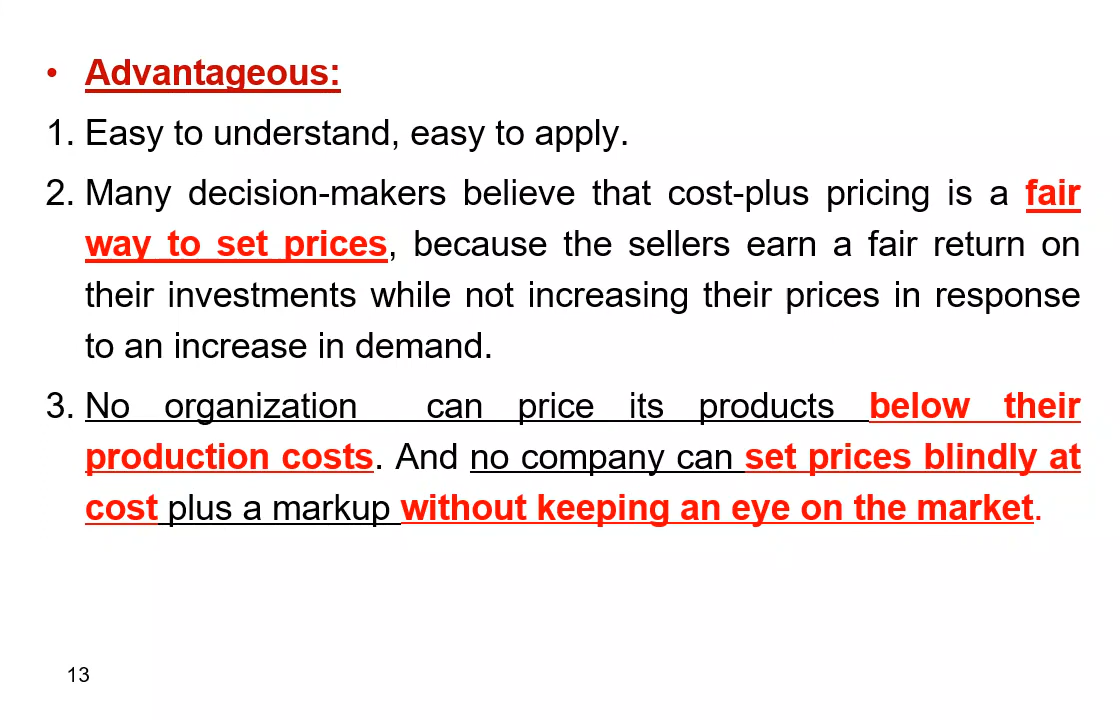 • Advantageous:
1. Easy to understand, easy to apply.
2. Many decision-makers believe that cost-plus pricing is a fair
way to set prices, because the sellers earn a fair return on
their investments while not increasing their prices in response
to an increase in demand.
3. No organization can price its products below their
production costs. And no company can set prices blindly at
cost plus a markup without keeping an eye on the market.
13